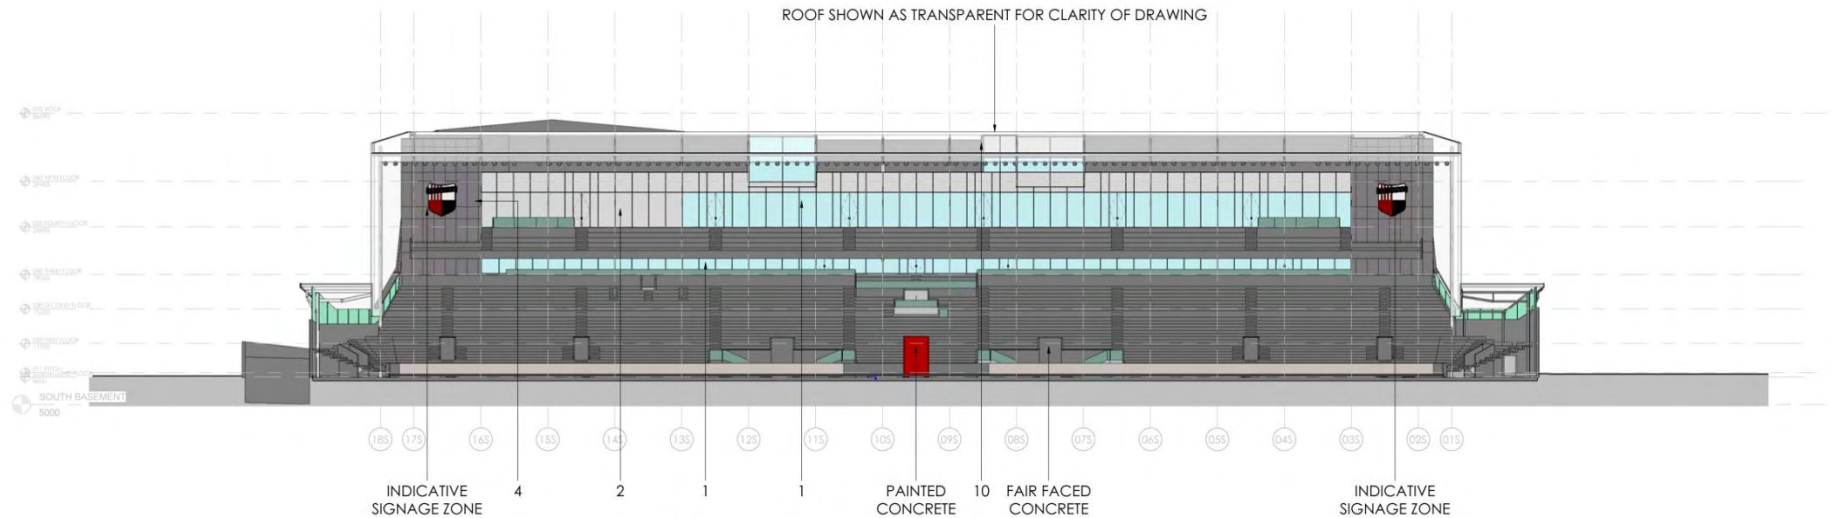 ROOF SHOWN AS TRANSPARENT FOR CLARITY OF DRAWING
SOUTH BASEMENT
5000
18S 17S 16S 15S 14S 13S 12S 11S 10S 09S 08S 07S 06S 05S 04S 03S 02S 01S
INDICATIVE
SIGNAGE ZONE
4
2
1
1
PAINTED
CONCRETE
10
FAIR FACED
CONCRETE
INDICATIVE
SIGNAGE ZONE